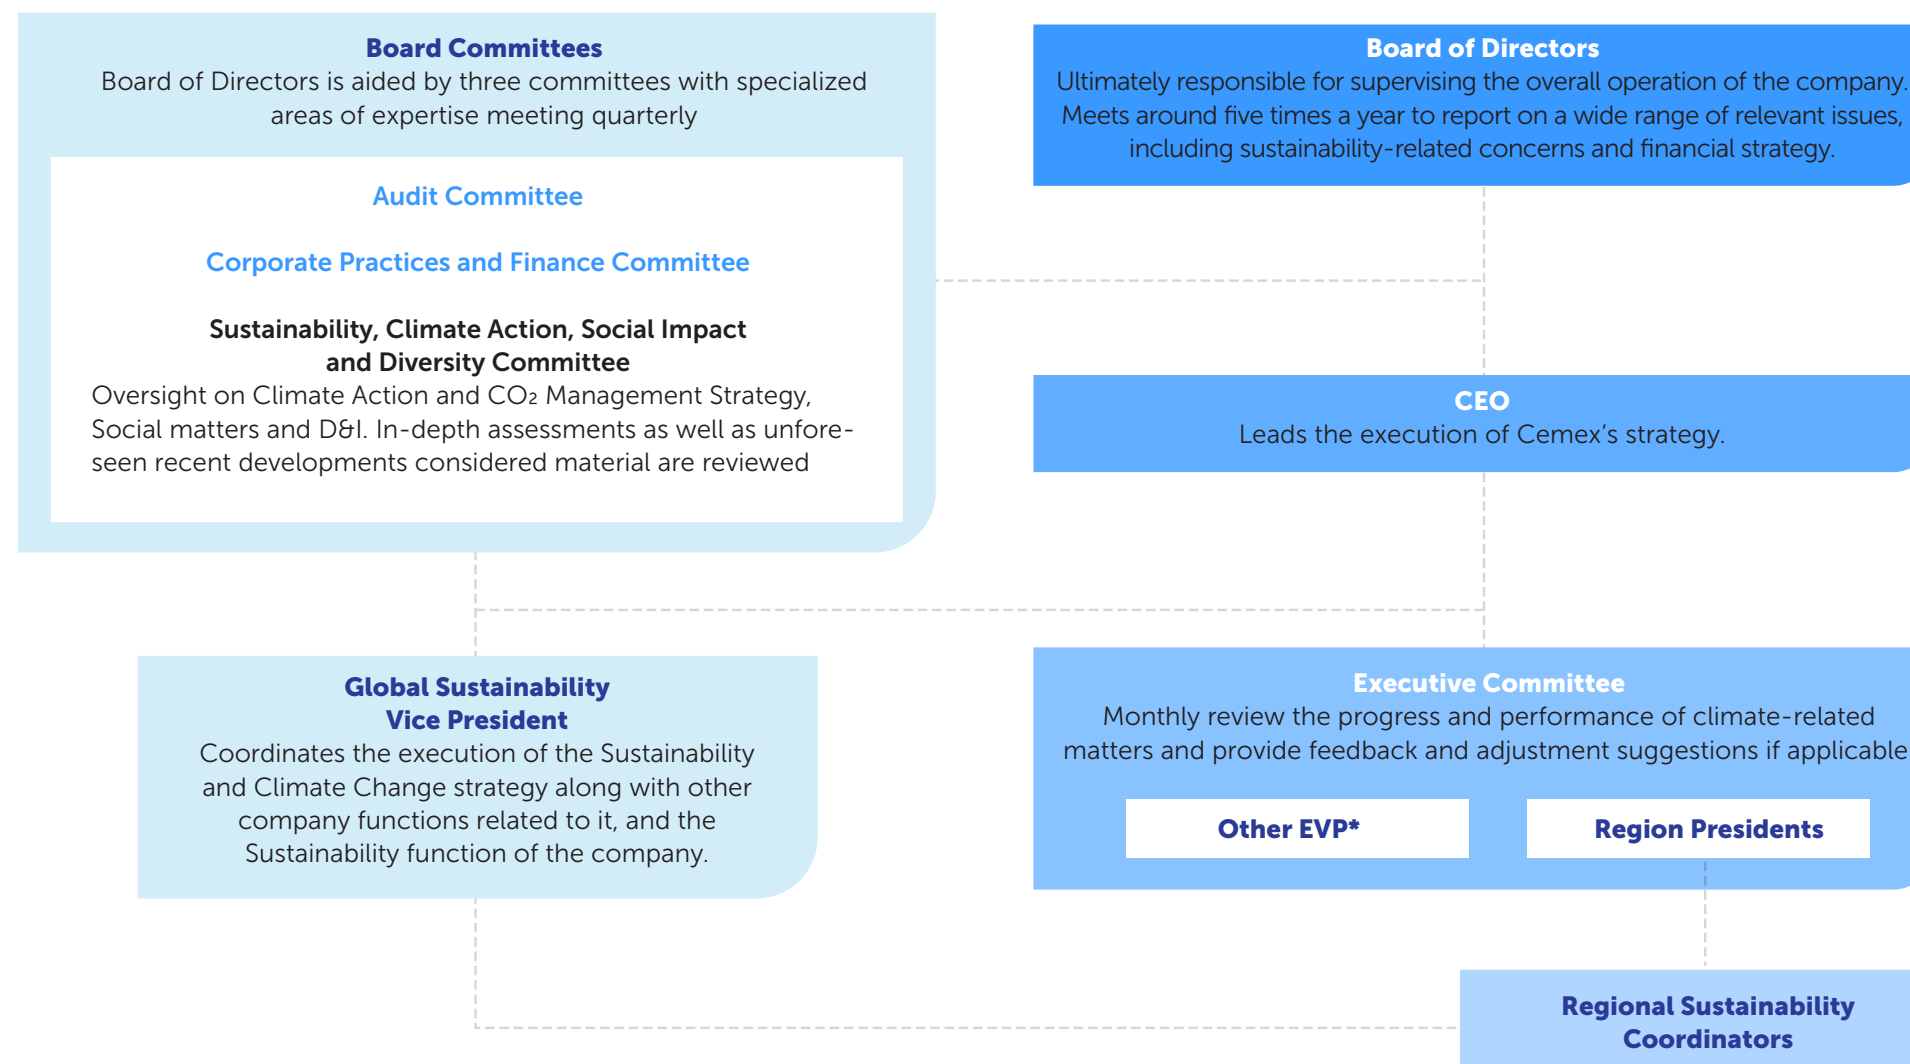 Board Committees
Board of Directors is aided by three committees with specialized
areas of expertise meeting quarterly
Audit Committee
Corporate Practices and Finance Committee
Sustainability, Climate Action, Social Impact
and Diversity Committee
Oversight on Climate Action and CO₂ Management Strategy,
Social matters and D&I. In-depth assessments as well as unfore-
seen recent developments considered material are reviewed
Board of Directors
Ultimately responsible for supervising the overall operation of the company.
Meets around five times a year to report on a wide range of relevant issues,
including sustainability-related concerns and financial strategy.
CEO
Leads the execution of Cemex's strategy.
Global Sustainability
Vice President
Coordinates the execution of the Sustainability
and Climate Change strategy along with other
company functions related to it, and the
Sustainability function of the company.
Executive Committee
Monthly review the progress and performance of climate-related
matters and provide feedback and adjustment suggestions if applicable
Other EVP*
Region Presidents
Regional Sustainability
Coordinators